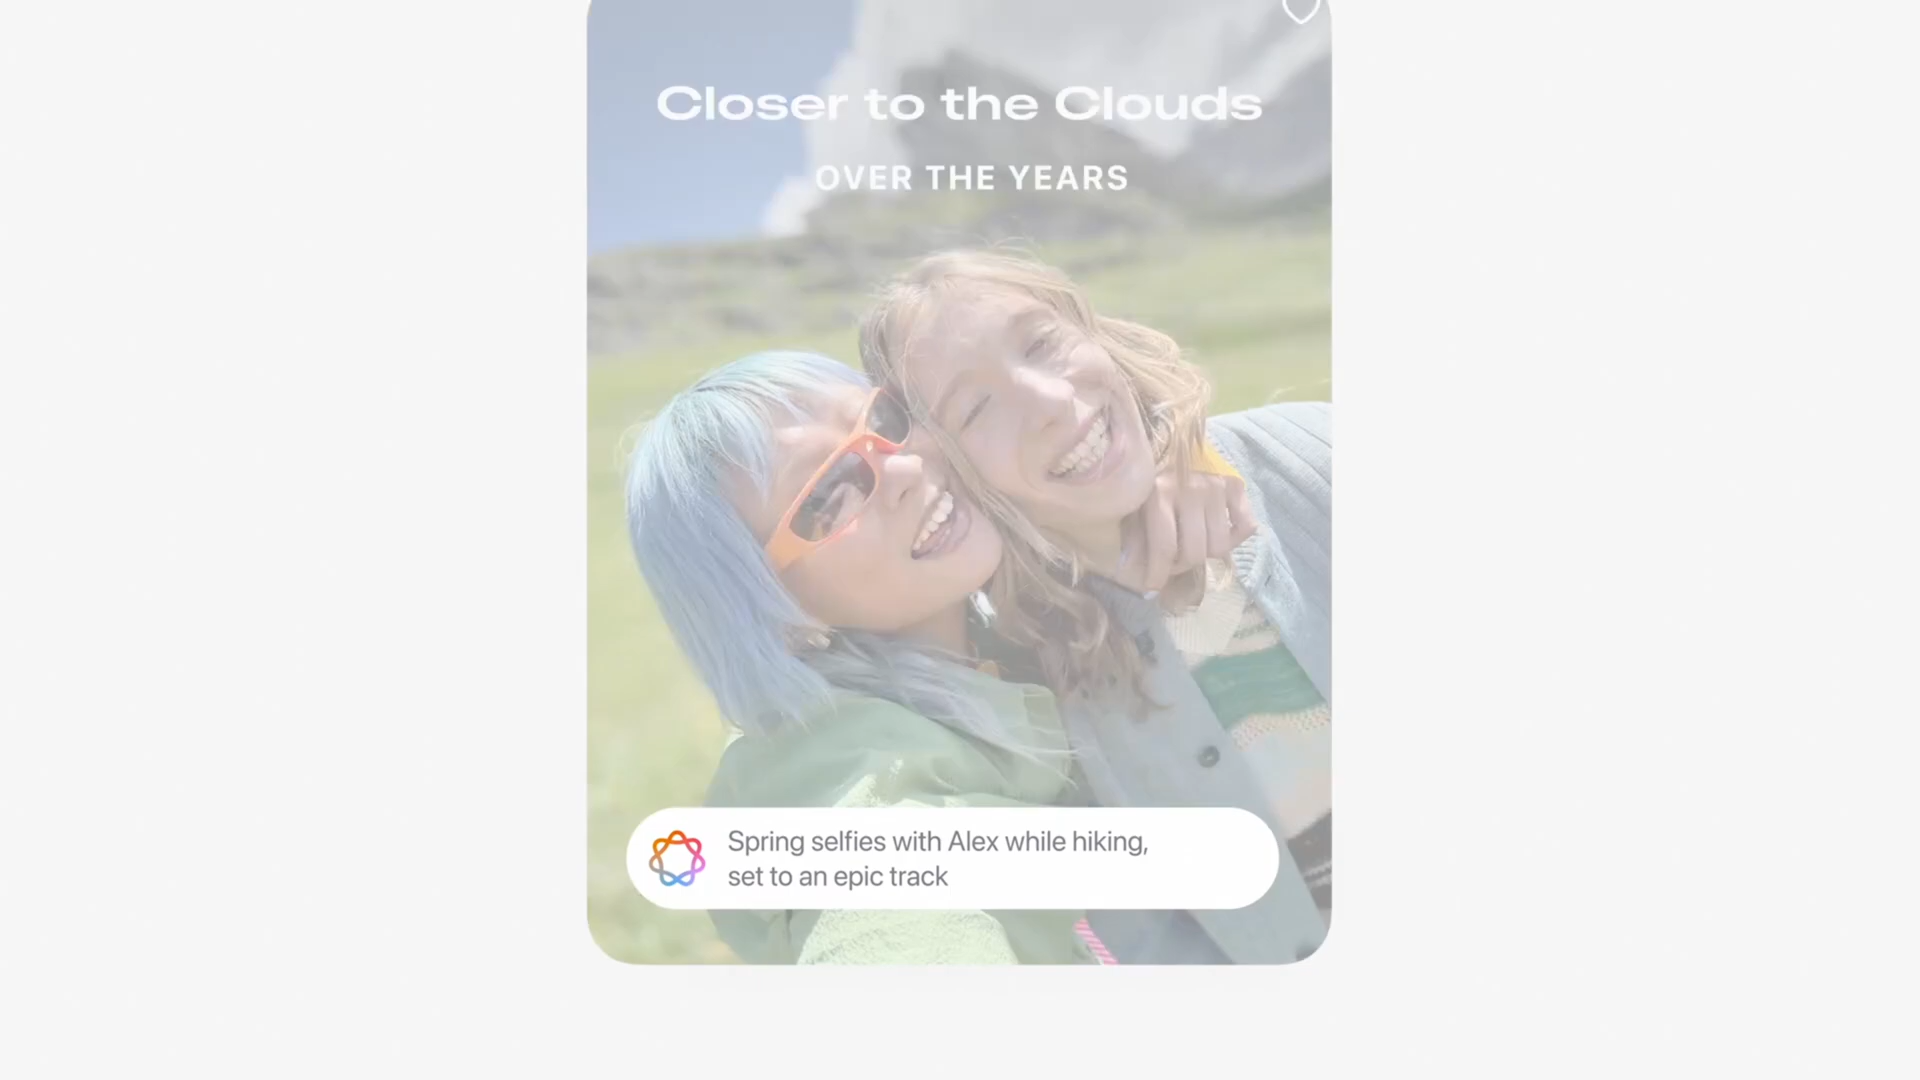 Closer to the Clouds
OVER THE YEARS
Spring selfies with Alex while hiking,
set to an epic track